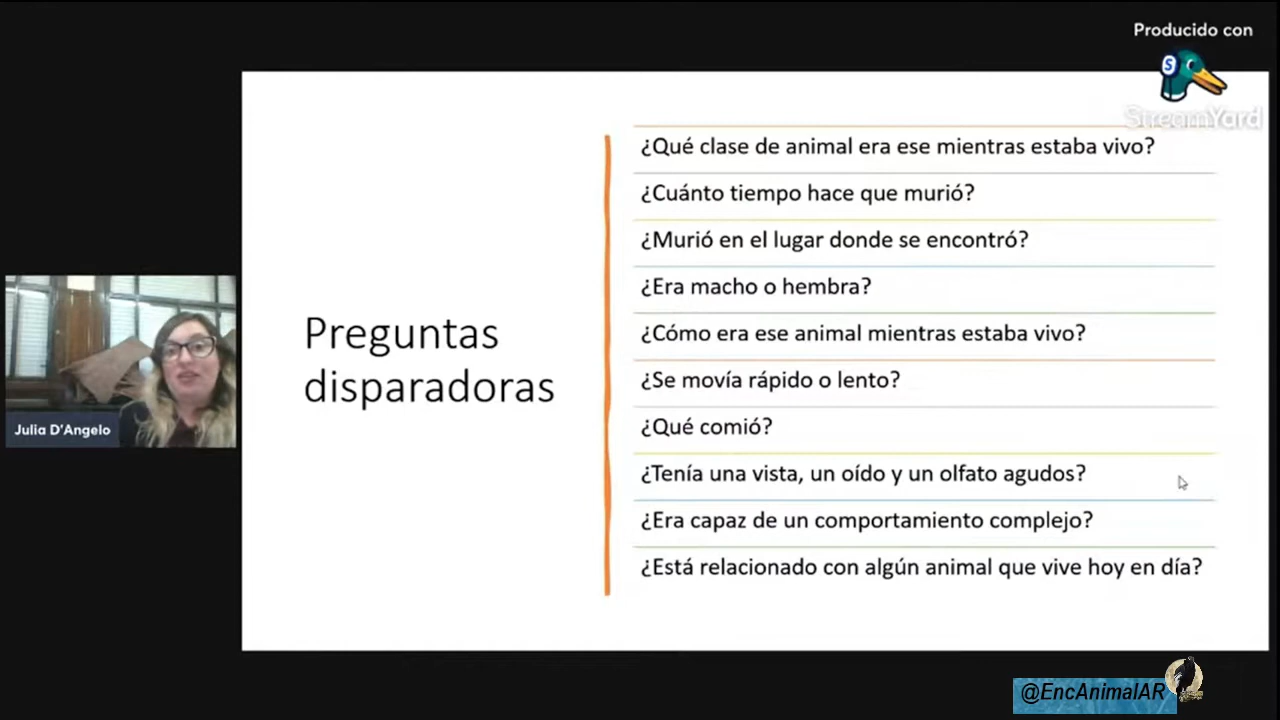 Producido con
StreamYard
¿Qué clase de animal era ese mientras estaba vivo?
¿Cuánto tiempo hace que murió?
¿Murió en el lugar donde se encontró?
¿Era macho o hembra?
¿Cómo era ese animal mientras estaba vivo?
¿Se movía rápido o lento?
¿Qué comió?
¿Tenía una vista, un oído y un olfato agudos?
¿Era capaz de un comportamiento complejo?
¿Está relacionado con algún animal que vive hoy en día?
Preguntas
disparadoras
Julia D'Angelo
@EncAnimalAR